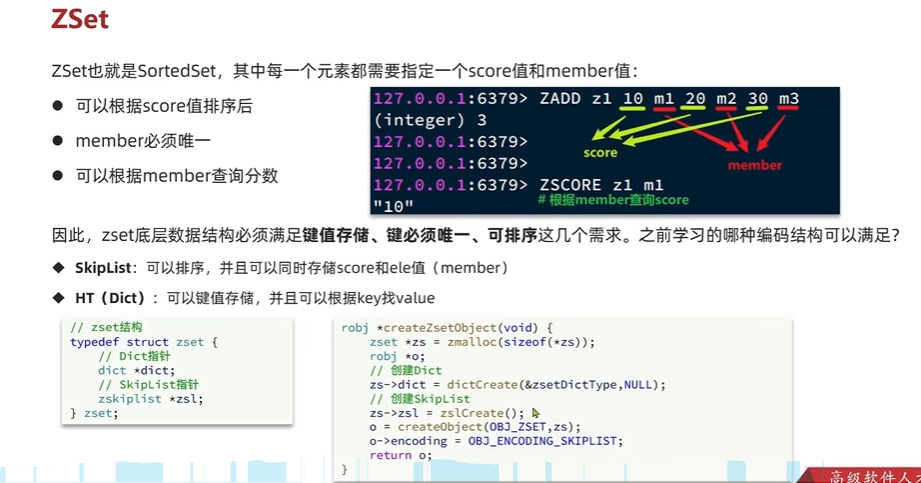 ZSet
ZSet也就是SortedSet，其中每一个元素都需要指定一个score值和member值：
● 可以根据score值排序后
● member必须唯一
● 可以根据member查询分数
127.0.0.1:6379> ZADD z1 10 m1 20 m2 30 m3
(integer) 3
127.0.0.1:6379>
score
127.0.0.1:6379>
member
127.0.0.1:6379> ZSCORE z1 m1
"10"
# 根据member查询score
因此，zset底层数据结构必须满足键值存储、键必须唯一、可排序这几个需求。之前学习的哪种编码结构可以满足？
◆ SkipList：可以排序，并且可以同时存储score和ele值（member）
◆ HT（Dict）：可以键值存储，并且可以根据key找value
// zset结构
typedef struct zset {
// Dict指针
dict *dict;
// SkipList指针
zskiplist *zsl;
} zset;
robj *createZsetObject(void) {
zset *zs = zmalloc(sizeof(*zs));
robj *o;
// 创建Dict
zs->dict = dictCreate(&zsetDictType,NULL);
// 创建SkipList
zs->zsl = zslCreate();
o = createObject(OBJ_ZSET,zs);
o->encoding = OBJ_ENCODING_SKIPLIST;
return o;
}
高级软件人